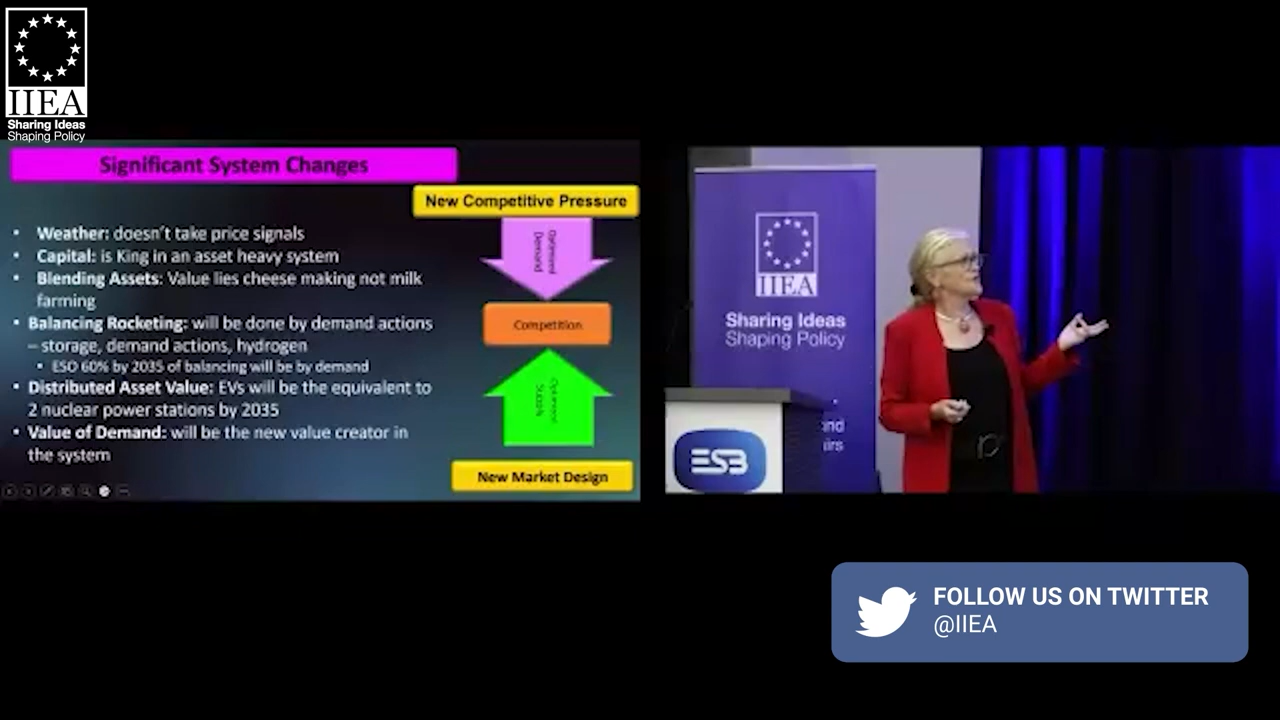 IIEA
Sharing Ideas
Shaping Policy
Significant System Changes
New Competitive Pressure
• Weather: doesn't take price signals
• Capital: is King in an asset heavy system
• Blending Assets: Value lies cheese making not milk
farming
• Balancing Rocketing: will be done by demand actions
– storage, demand actions, hydrogen
• ESO 60% by 2035 of balancing will be by demand
• Distributed Asset Value: EVs will be the equivalent to
2 nuclear power stations by 2035
• Value of Demand: will be the new value creator in
the system
Demand
Competition
New Market Design
IIEA
Sharing Ideas
Shaping Policy
ESB
FOLLOW US ON TWITTER
@IIEA